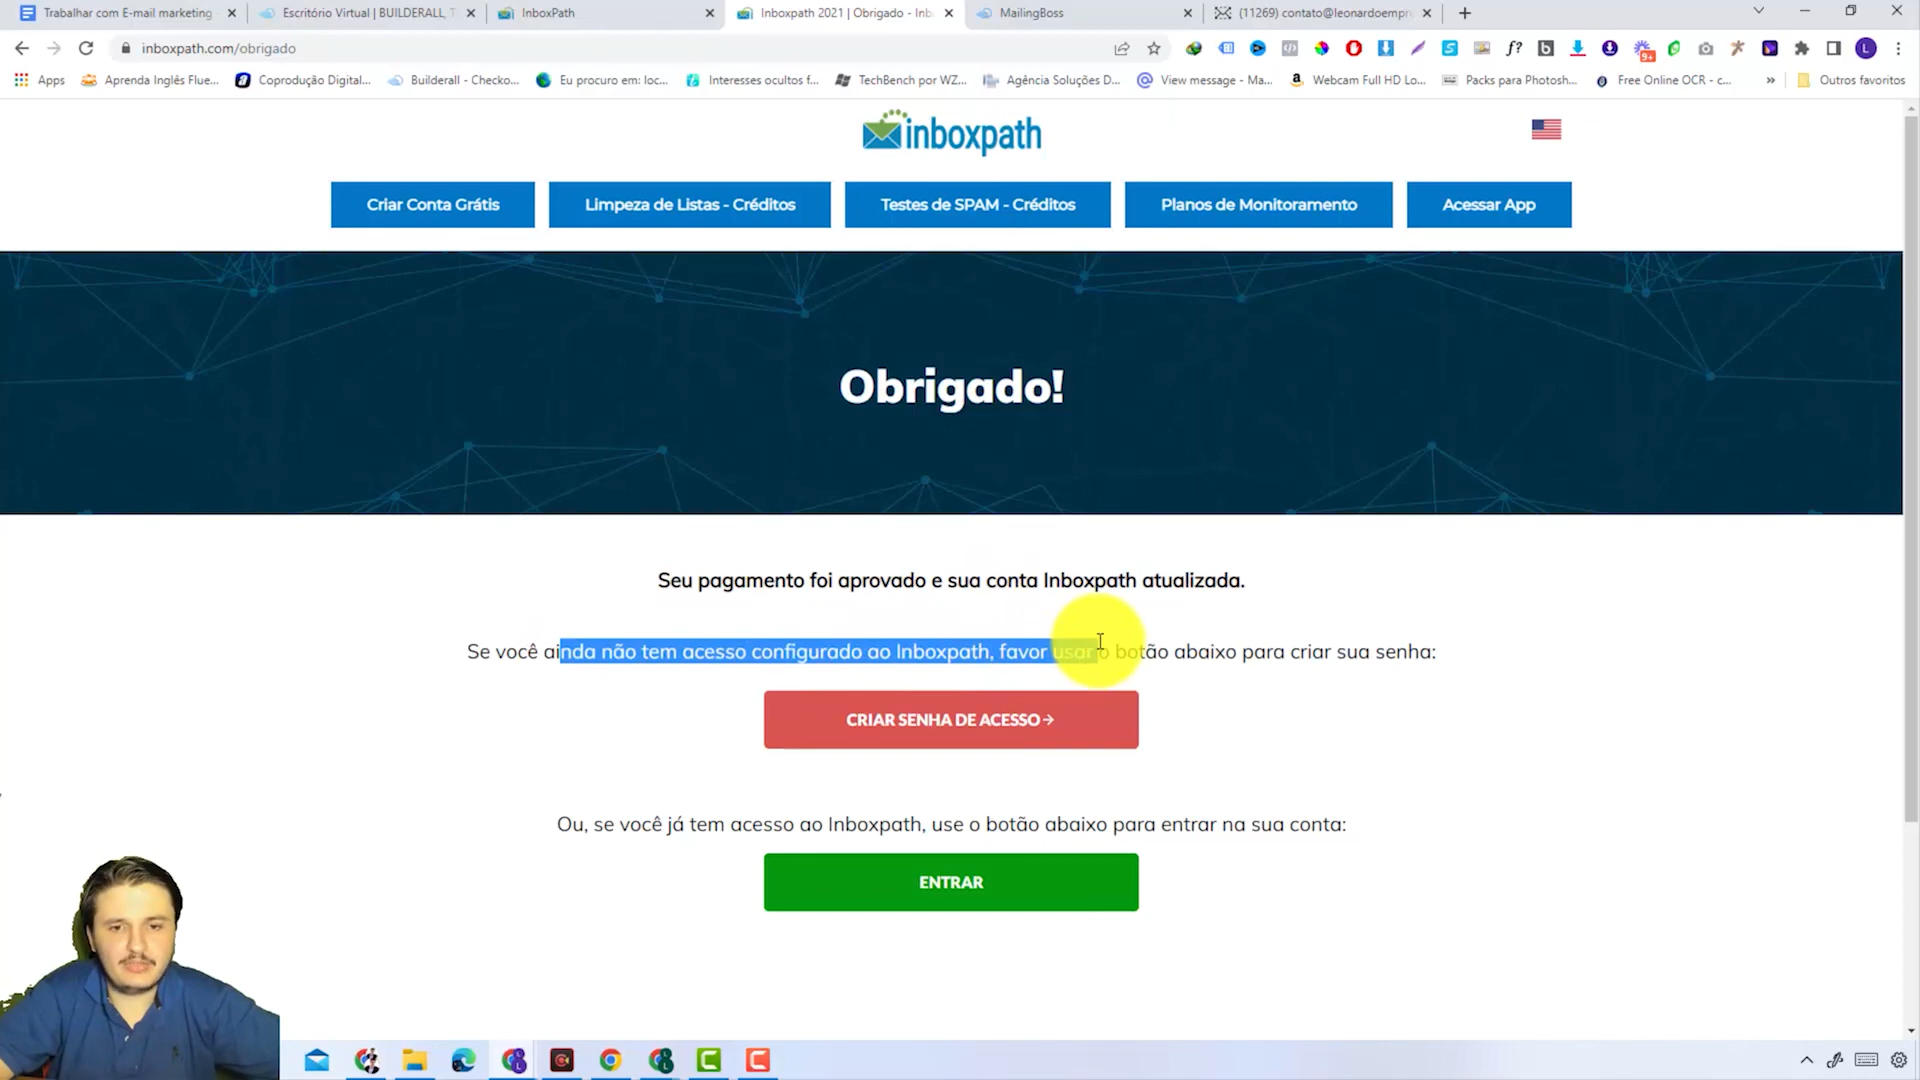 Trabalhar com E-mail marketing
Escritório Virtual | BUILDERALL, T
InboxPath
Inboxpath 2021 | Obrigado - Inb
MailingBoss
(11269) contato@leonardoempr
inboxpath.com/obrigado
Apps
Aprenda Inglês Flue...
Coprodução Digital...
Builderall - Checko...
Eu procuro em: loc...
Interesses ocultos f...
TechBench por WZ...
Agência Soluções D...
View message - Ma...
Webcam Full HD Lo...
Packs para Photosh...
Free Online OCR - c...
»
Outros favoritos
inboxpath
Criar Conta Grátis
Limpeza de Listas - Créditos
Testes de SPAM - Créditos
Planos de Monitoramento
Acessar App
Obrigado!
Seu pagamento foi aprovado e sua conta Inboxpath atualizada.
Se você ainda não tem acesso configurado ao Inboxpath, favor usar o botão abaixo para criar sua senha:
CRIAR SENHA DE ACESSO→
Ou, se você já tem acesso ao Inboxpath, use o botão abaixo para entrar na sua conta:
ENTRAR